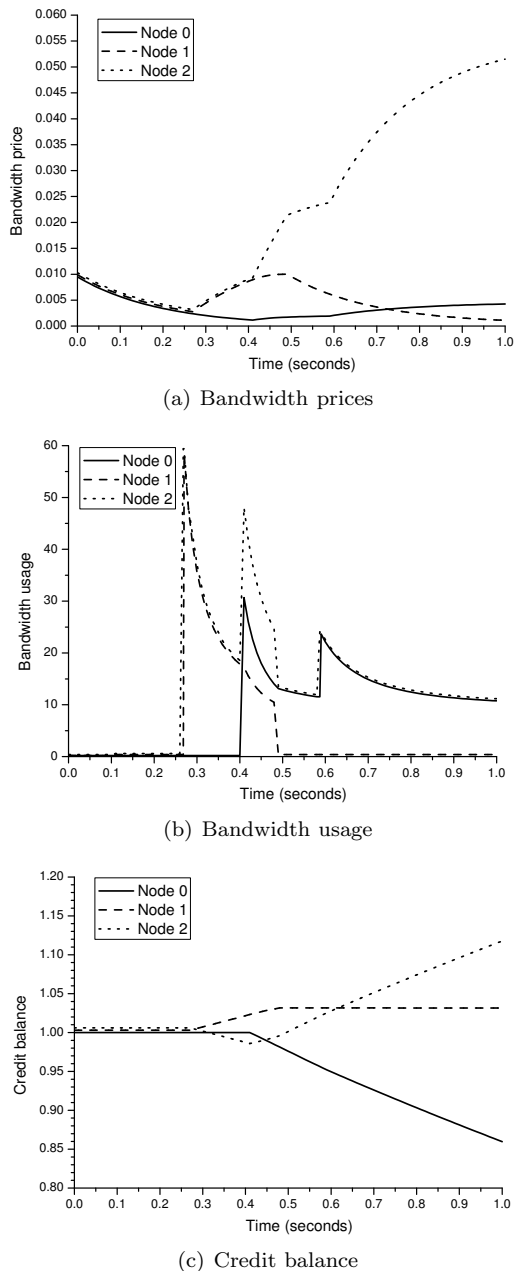 0.060
0.055
0.050
0.045
0.040
0.035
0.030
0.025
0.020
0.015
0.010
0.005
0.000
Bandwidth price
Node 0
Node 1
Node 2
0.0 0.1 0.2 0.3 0.4 0.5 0.6 0.7 0.8 0.9 1.0
Time (seconds)
(a) Bandwidth prices
60
50
40
30
20
10
0
Bandwidth usage
Node 0
Node 1
Node 2
0.0 0.1 0.2 0.3 0.4 0.5 0.6 0.7 0.8 0.9 1.0
Time (seconds)
(b) Bandwidth usage
1.20
1.15
1.10
1.05
1.00
0.95
0.90
0.85
0.80
Credit balance
Node 0
Node 1
Node 2
0.0 0.1 0.2 0.3 0.4 0.5 0.6 0.7 0.8 0.9 1.0
Time (seconds)
(c) Credit balance